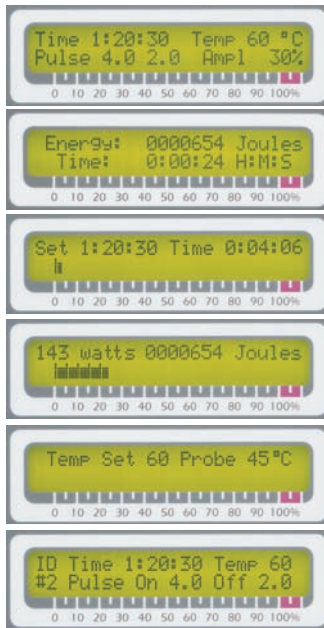 Time 1:20:30 Temp 60 °C
Pulse 4.0 2.0 Ampl 30%
0 10 20 30 40 50 60 70 80 90 100%
Energy: 0000654 Joules
Time: 0:00:24 H:M:S
0 10 20 30 40 50 60 70 80 90 100%
Set 1:20:30 Time 0:04:06
0 10 20 30 40 50 60 70 80 90 100%
143 watts 0000654 Joules
0 10 20 30 40 50 60 70 80 90 100%
Temp Set 60 Probe 45°C
0 10 20 30 40 50 60 70 80 90 100%
ID Time 1:20:30 Temp 60
#2 Pulse On 4.0 Off 2.0
0 10 20 30 40 50 60 70 80 90 100%